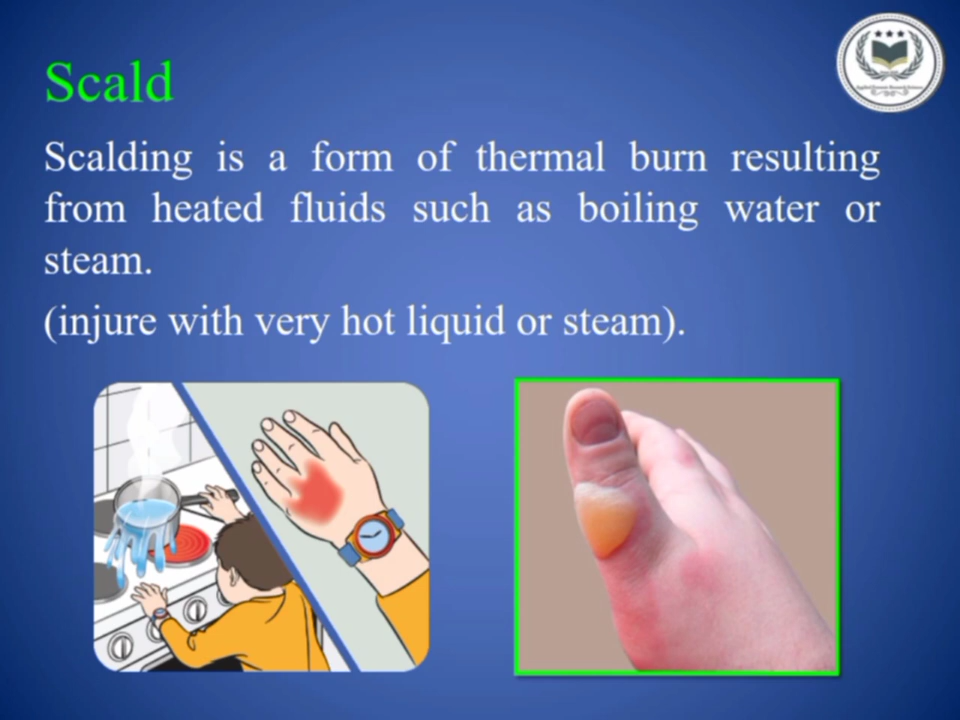 Scald
Scalding is a form of thermal burn resulting
from heated fluids such as boiling water or
steam.
(injure with very hot liquid or steam).